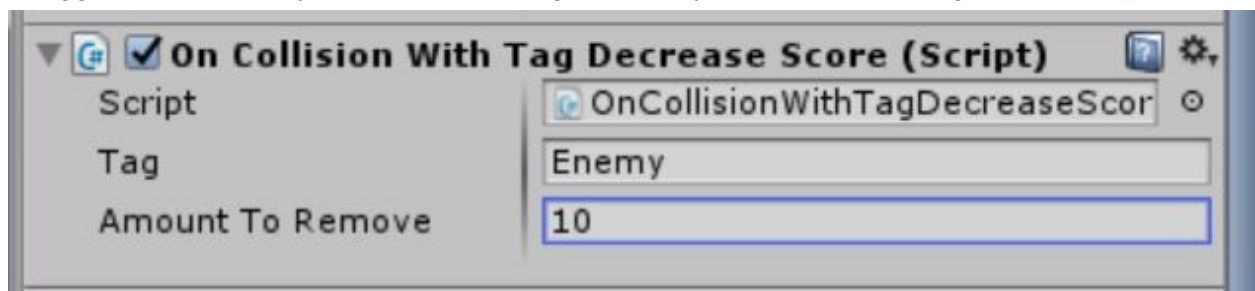 On Collision With Tag Decrease Score (Script)
Script OnCollisionWithTagDecreaseScor
Tag Enemy
Amount To Remove 10